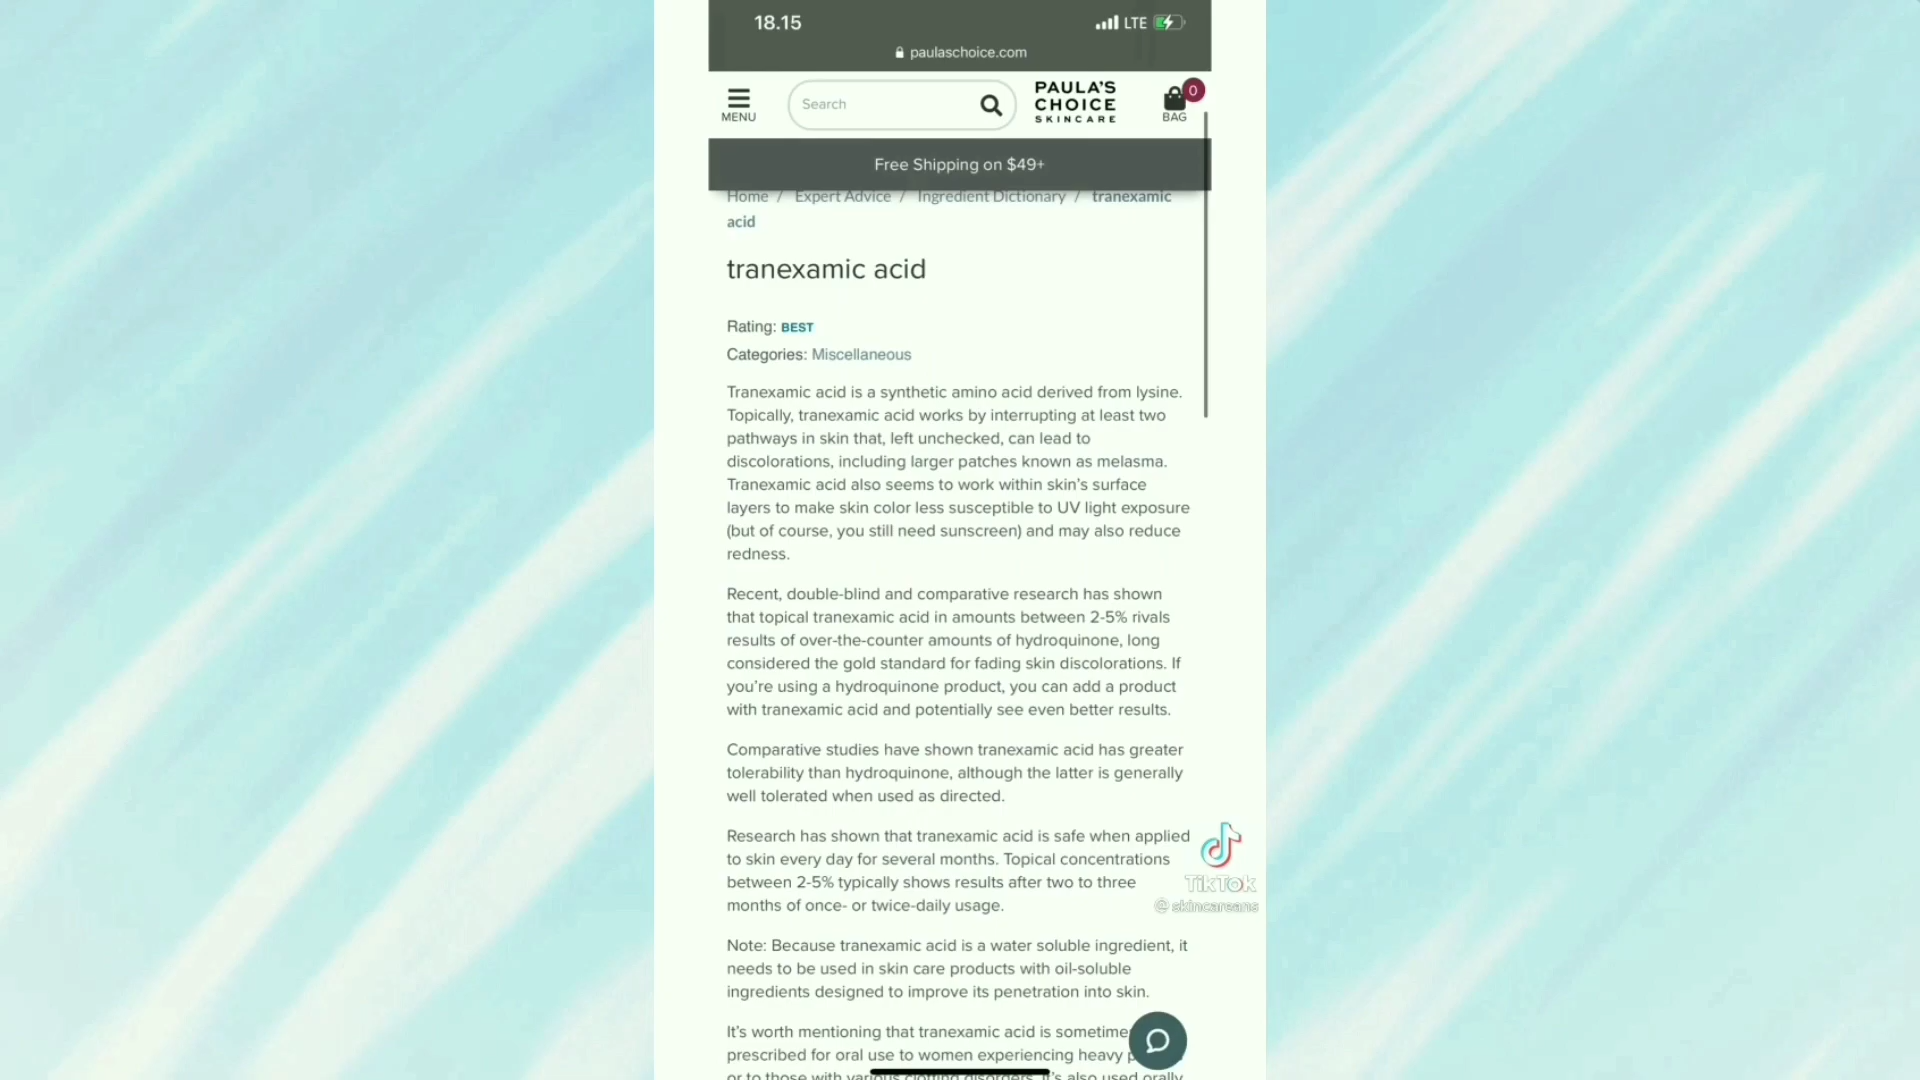 18.15
LTE
paulaschoice.com
MENU
Search
PAULA'S
CHOICE
SKINCARE
0
BAG
Free Shipping on $49+
Home / Expert Advice / Ingredient Dictionary / tranexamic
acid
tranexamic acid
Rating: BEST
Categories: Miscellaneous
Tranexamic acid is a synthetic amino acid derived from lysine.
Topically, tranexamic acid works by interrupting at least two
pathways in skin that, left unchecked, can lead to
discolorations, including larger patches known as melasma.
Tranexamic acid also seems to work within skin's surface
layers to make skin color less susceptible to UV light exposure
(but of course, you still need sunscreen) and may also reduce
redness.
Recent, double-blind and comparative research has shown
that topical tranexamic acid in amounts between 2-5% rivals
results of over-the-counter amounts of hydroquinone, long
considered the gold standard for fading skin discolorations. If
you're using a hydroquinone product, you can add a product
with tranexamic acid and potentially see even better results.
Comparative studies have shown tranexamic acid has greater
tolerability than hydroquinone, although the latter is generally
well tolerated when used as directed.
Research has shown that tranexamic acid is safe when applied
to skin every day for several months. Topical concentrations
between 2-5% typically shows results after two to three
months of once- or twice-daily usage.
TikTok
@skincareans
Note: Because tranexamic acid is a water soluble ingredient, it
needs to be used in skin care products with oil-soluble
ingredients designed to improve its penetration into skin.
It's worth mentioning that tranexamic acid is
prescribed for oral use to women experiencing heavy
or to those with various clotting disorders. It's also used orally